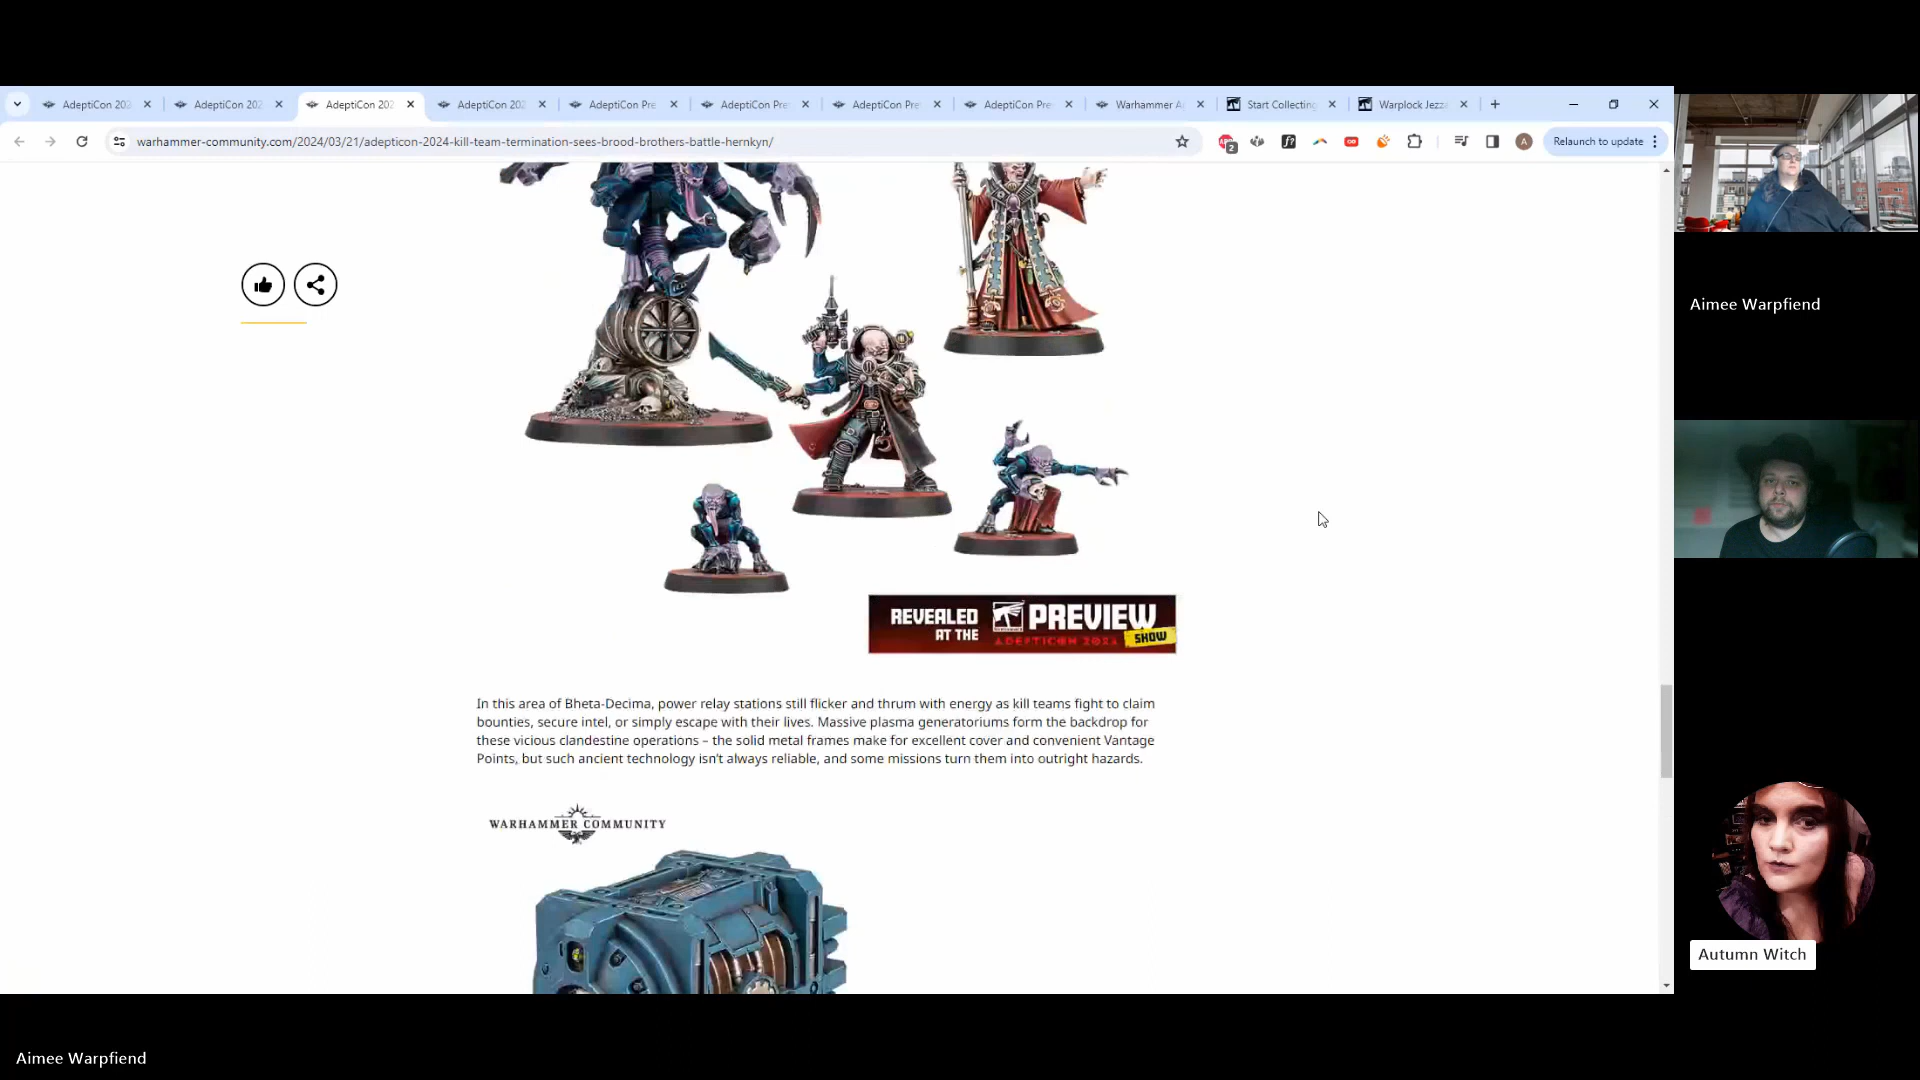 AdeptiCon 202
AdeptiCon 202
AdeptiCon 202
AdeptiCon 202
AdeptiCon Pre
AdeptiCon Pre
AdeptiCon Pre
AdeptiCon Pre
Warhammer A
Start Collecting
Warlock Jezz
warhammer-community.com/2024/03/21/adepticon-2024-kill-team-termination-sees-brood-brothers-battle-hernkyn/
2
A
Relaunch to update
Aimee Warpfiend
REVEALED
AT THE
PREVIEW
ADEPTICON 2024
SHOW
In this area of Bheta-Decima, power relay stations still flicker and thrum with energy as kill teams fight to claim
bounties, secure intel, or simply escape with their lives. Massive plasma generatoriums form the backdrop for
these vicious clandestine operations – the solid metal frames make for excellent cover and convenient Vantage
Points, but such ancient technology isn't always reliable, and some missions turn them into outright hazards.
WARHAMMER COMMUNITY
Autumn Witch
Aimee Warpfiend